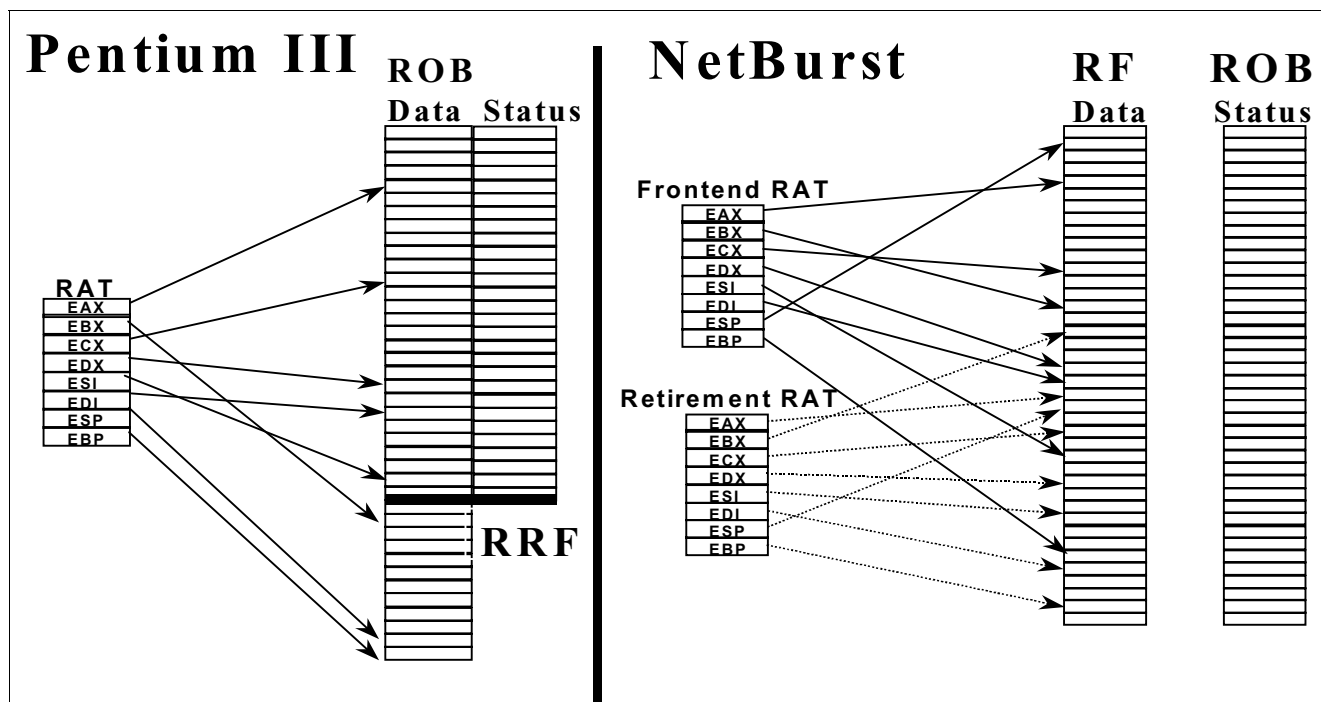 Pentium III
ROB
Data Status
RAT
EAX
EBX
ECX
EDX
ESI
EDI
ESP
EBP
RRF
NetBurst
RF
Data
ROB
Status
Frontend RAT
EAX
EBX
ECX
EDX
ESI
EDI
ESP
EBP
Retirement RAT
EAX
EBX
ECX
EDX
ESI
EDI
ESP
EBP